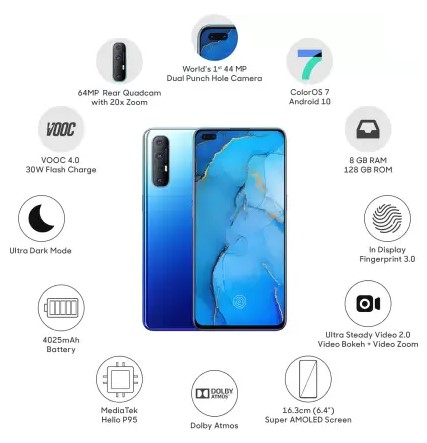 World's 1st 44 MP
Dual Punch Hole Camera
64MP Rear Quadcam
with 20x Zoom
ColorOS 7
Android 10
VOOC
VOOC 4.0
30W Flash Charge
8 GB RAM
128 GB ROM
Ultra Dark Mode
In Display
Fingerprint 3.0
4025mAh
Battery
Ultra Steady Video 2.0
Video Bokeh + Video Zoom
MediaTek
Helio P95
DOLBY
ATMOS
Dolby Atmos
16.3cm (6.4")
Super AMOLED Screen